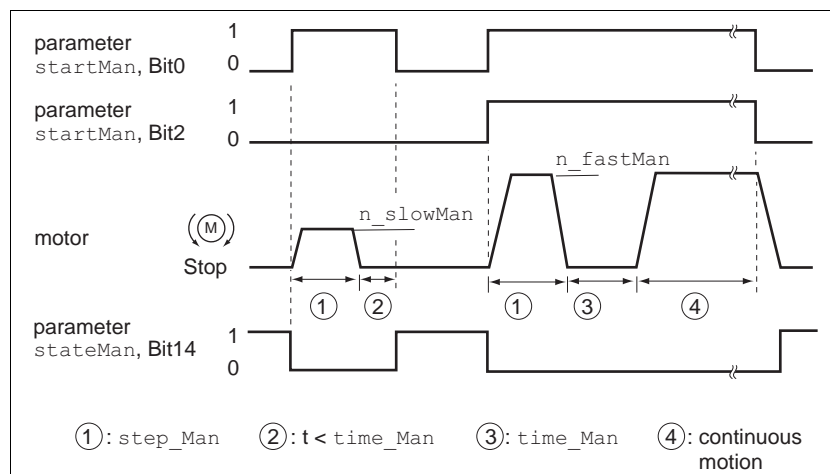 parameter
startMan, Bit0
1
0
parameter
startMan, Bit2
1
0
n_fastMan
n_slowMan
motor
M
Stop
1 2 1 3 4
parameter
stateMan, Bit14
1
0
1: step_Man 2: t < time_Man 3: time_Man 4: continuous
motion